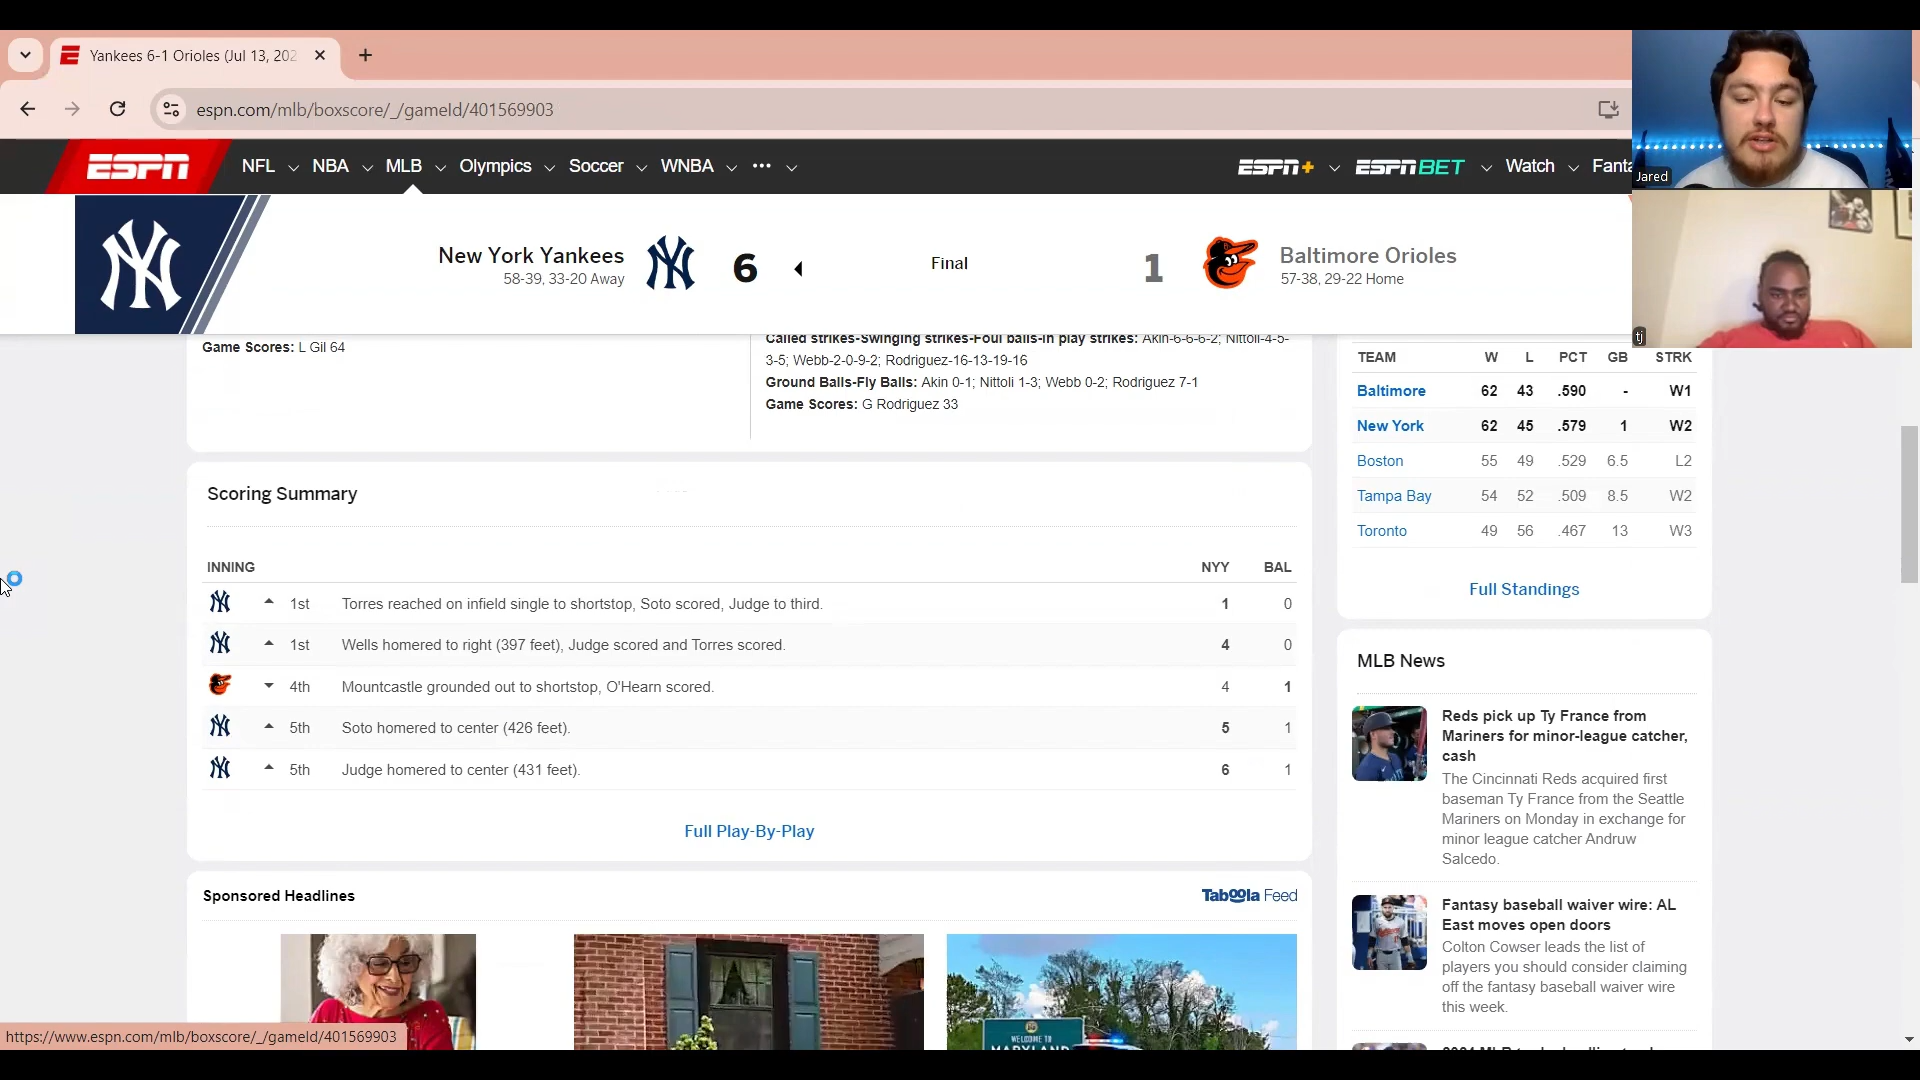 Yankees 6-1 Orioles (Jul 13, 202
espn.com/mlb/boxscore/_/gameId/401569903
ESPN NFL NBA MLB Olympics Soccer WNBA ESPN+ ESPN BET Watch Fanta
Jared
New York Yankees 6 Final 1 Baltimore Orioles
58-39, 33-20 Away 57-38, 29-22 Home
tj
Game Scores: L Gil 64
Called strikes-Swinging strikes-Foul balls-In play strikes: Akin-6-6-6-2; Nittoli-4-5-
3-5; Webb-2-0-9-2; Rodriguez-16-13-19-16
Ground Balls-Fly Balls: Akin 0-1; Nittoli 1-3; Webb 0-2; Rodriguez 7-1
Game Scores: G Rodriguez 33
Scoring Summary
INNING NYY BAL
1st Torres reached on infield single to shortstop, Soto scored, Judge to third. 1 0
1st Wells homered to right (397 feet), Judge scored and Torres scored. 4 0
4th Mountcastle grounded out to shortstop, O'Hearn scored. 4 1
5th Soto homered to center (426 feet). 5 1
5th Judge homered to center (431 feet). 6 1
Full Play-By-Play
Sponsored Headlines Taboola Feed
WELCOME TO
MARYLAND
TEAM W L PCT GB STRK
Baltimore 62 43 .590 - W1
New York 62 45 .579 1 W2
Boston 55 49 .529 6.5 L2
Tampa Bay 54 52 .509 8.5 W2
Toronto 49 56 .467 13 W3
Full Standings
MLB News
Reds pick up Ty France from
Mariners for minor-league catcher,
cash
The Cincinnati Reds acquired first
baseman Ty France from the Seattle
Mariners on Monday in exchange for
minor league catcher Andruw
Salcedo.
Fantasy baseball waiver wire: AL
East moves open doors
Colton Cowser leads the list of
players you should consider claiming
off the fantasy baseball waiver wire
this week.
https://www.espn.com/mlb/boxscore/_/gameId/401569903